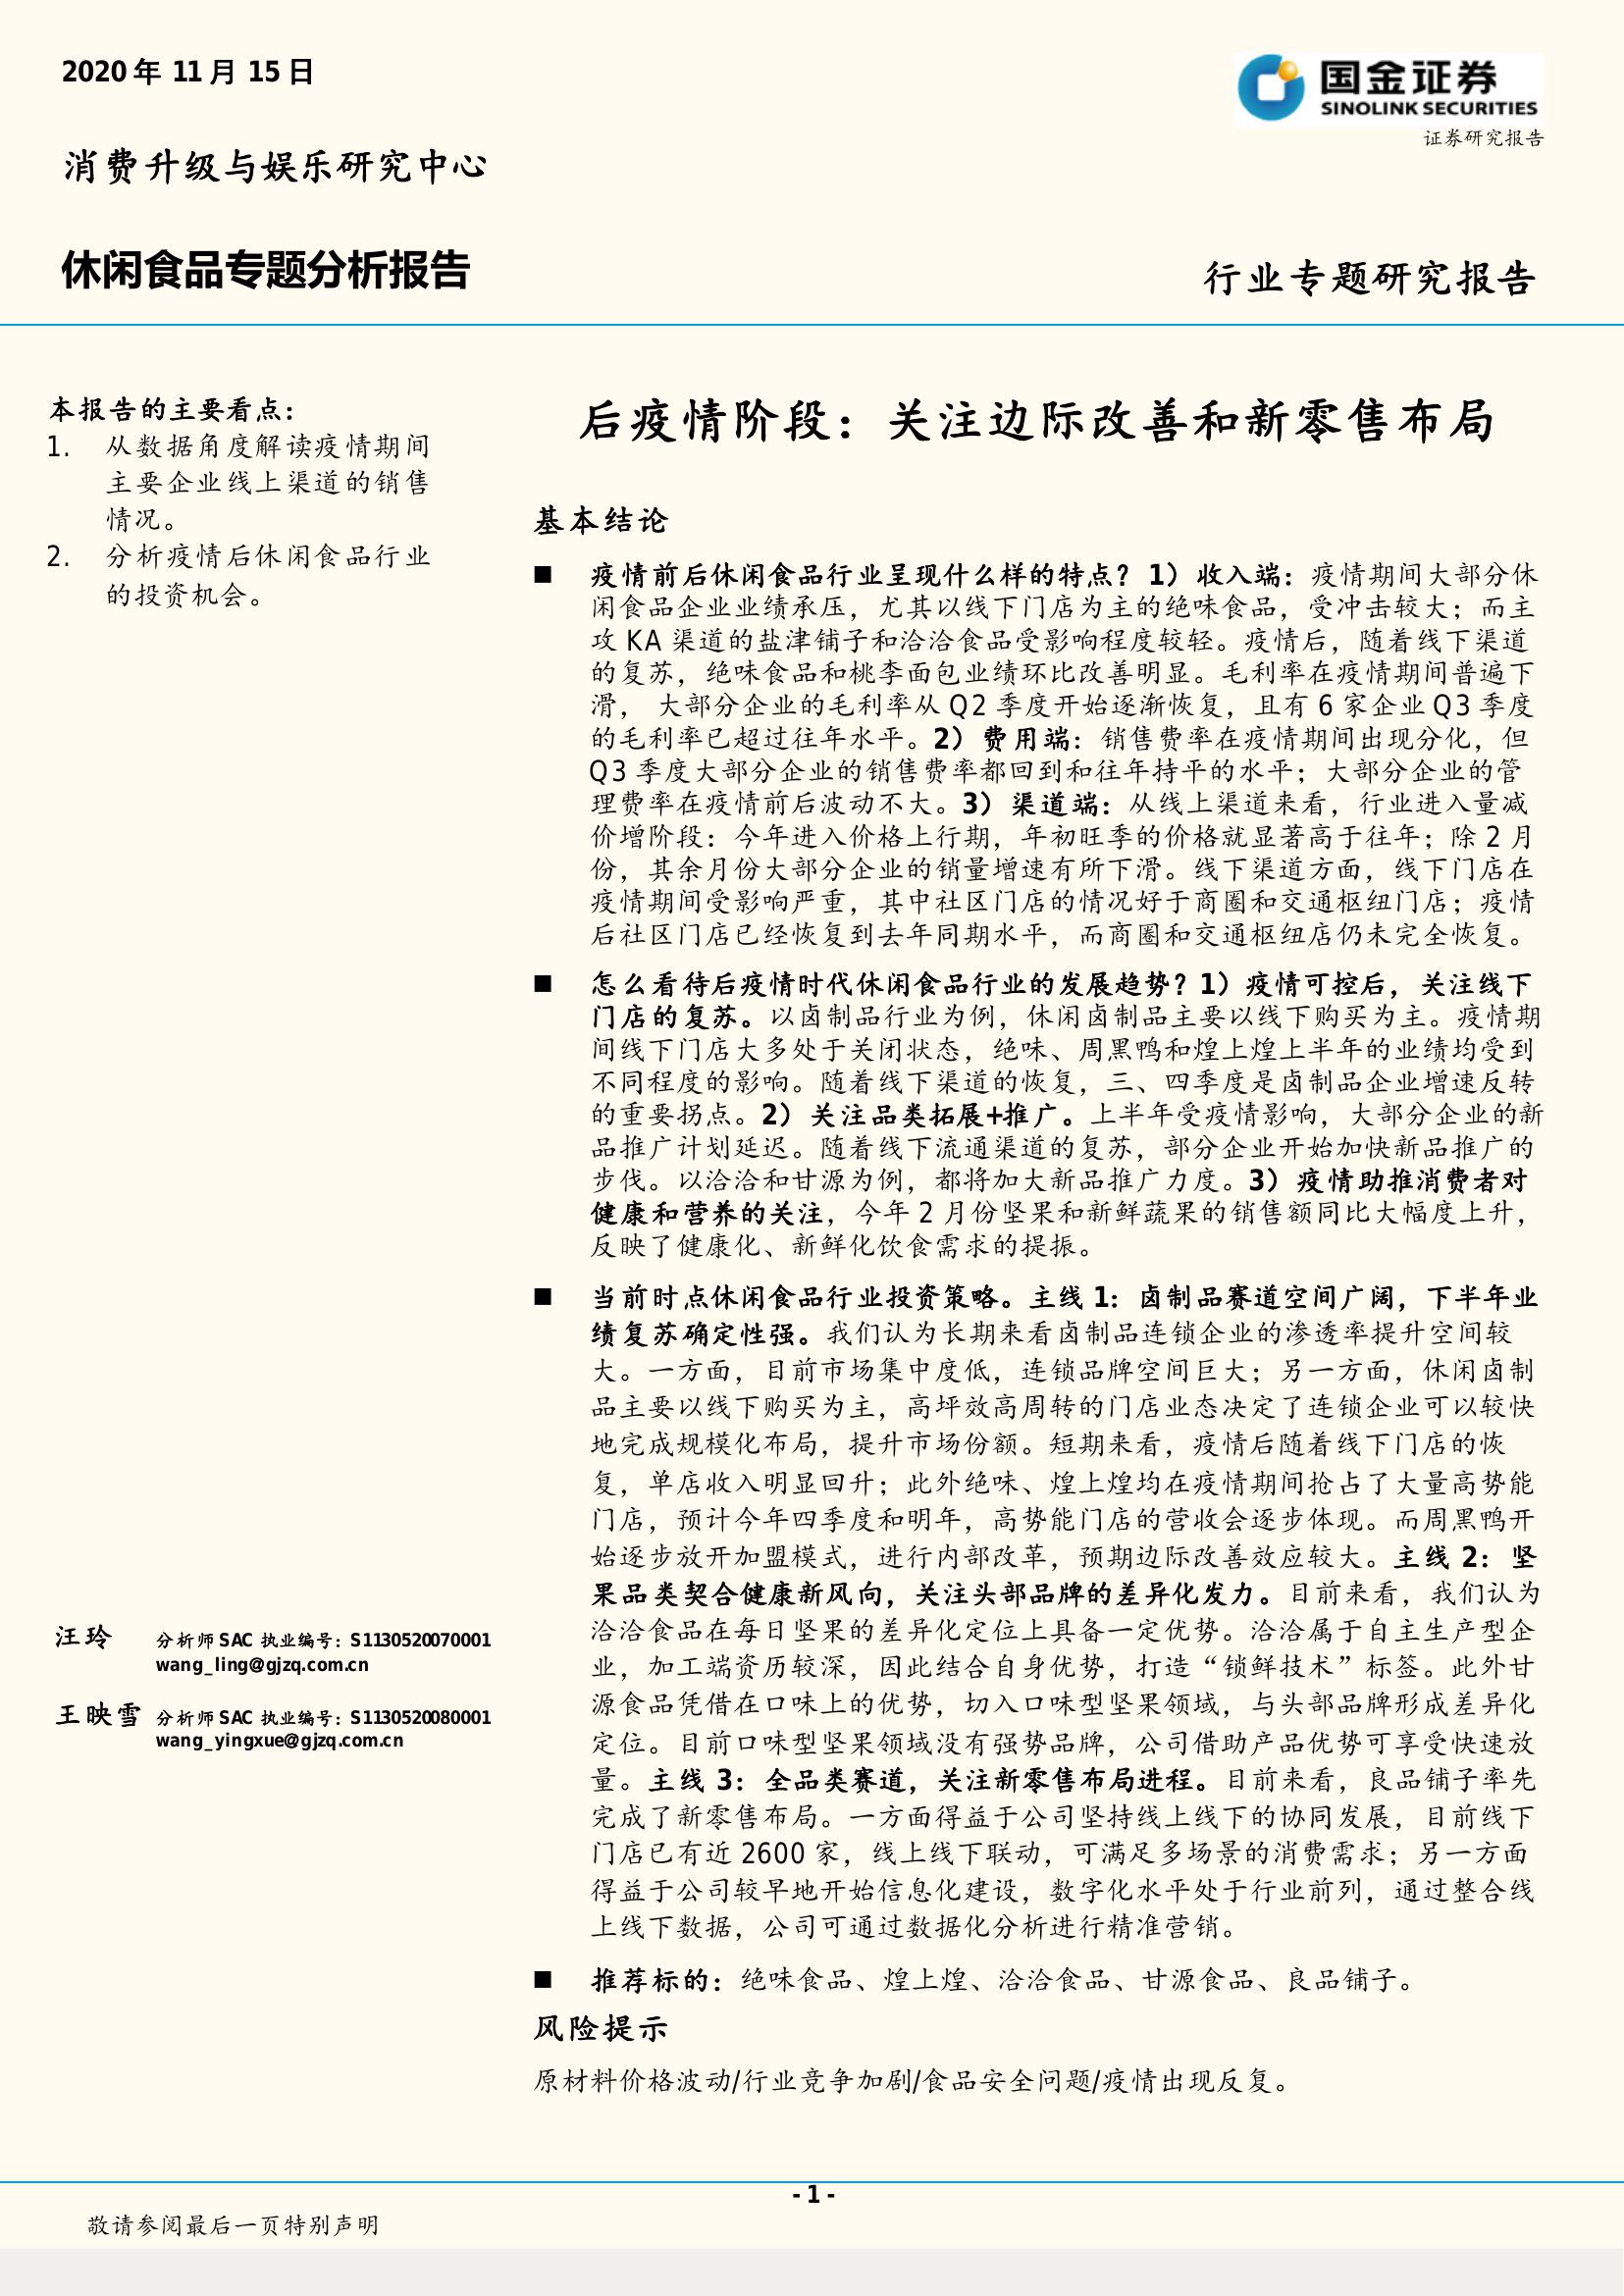 2020 年 11 月 15 日
国金证券
SINOLINK SECURITIES
证券研究报告
消费升级与娱乐研究中心
休闲食品专题分析报告
行业专题研究报告
本报告的主要看点：
1. 从数据角度解读疫情期间
主要企业线上渠道的销售
情况。
2. 分析疫情后休闲食品行业
的投资机会。
汪玲 分析师 SAC 执业编号：S1130520070001
wang_ling@gjzq.com.cn
王映雪 分析师 SAC 执业编号：S1130520080001
wang_yingxue@gjzq.com.cn
后疫情阶段：关注边际改善和新零售布局
基本结论
■ 疫情前后休闲食品行业呈现什么样的特点？1）收入端：疫情期间大部分休
闲食品企业业绩承压，尤其以线下门店为主的绝味食品，受冲击较大；而主
攻 KA 渠道的盐津铺子和洽洽食品受影响程度较轻。疫情后，随着线下渠道
的复苏，绝味食品和桃李面包业绩环比改善明显。毛利率在疫情期间普遍下
滑， 大部分企业的毛利率从 Q2 季度开始逐渐恢复，且有 6 家企业 Q3 季度
的毛利率已超过往年水平。2）费用端：销售费率在疫情期间出现分化，但
Q3 季度大部分企业的销售费率都回到和往年持平的水平；大部分企业的管
理费率在疫情前后波动不大。3）渠道端：从线上渠道来看，行业进入量减
价增阶段：今年进入价格上行期，年初旺季的价格就显著高于往年；除 2 月
份，其余月份大部分企业的销量增速有所下滑。线下渠道方面，线下门店在
疫情期间受影响严重，其中社区门店的情况好于商圈和交通枢纽门店；疫情
后社区门店已经恢复到去年同期水平，而商圈和交通枢纽店仍未完全恢复。
■ 怎么看待后疫情时代休闲食品行业的发展趋势？1）疫情可控后，关注线下
门店的复苏。以卤制品行业为例，休闲卤制品主要以线下购买为主。疫情期
间线下门店大多处于关闭状态，绝味、周黑鸭和煌上煌上半年的业绩均受到
不同程度的影响。随着线下渠道的恢复，三、四季度是卤制品企业增速反转
的重要拐点。2）关注品类拓展+推广。上半年受疫情影响，大部分企业的新
品推广计划延迟。随着线下流通渠道的复苏，部分企业开始加快新品推广的
步伐。以洽洽和甘源为例，都将加大新品推广力度。3）疫情助推消费者对
健康和营养的关注，今年 2 月份坚果和新鲜蔬果的销售额同比大幅度上升，
反映了健康化、新鲜化饮食需求的提振。
■ 当前时点休闲食品行业投资策略。主线 1：卤制品赛道空间广阔，下半年业
绩复苏确定性强。我们认为长期来看卤制品连锁企业的渗透率提升空间较
大。一方面，目前市场集中度低，连锁品牌空间巨大；另一方面，休闲卤制
品主要以线下购买为主，高坪效高周转的门店业态决定了连锁企业可以较快
地完成规模化布局，提升市场份额。短期来看，疫情后随着线下门店的恢
复，单店收入明显回升；此外绝味、煌上煌均在疫情期间抢占了大量高势能
门店，预计今年四季度和明年，高势能门店的营收会逐步体现。而周黑鸭开
始逐步放开加盟模式，进行内部改革，预期边际改善效应较大。主线 2：坚
果品类契合健康新风向，关注头部品牌的差异化发力。目前来看，我们认为
洽洽食品在每日坚果的差异化定位上具备一定优势。洽洽属于自主生产型企
业，加工端资历较深，因此结合自身优势，打造“锁鲜技术”标签。此外甘
源食品凭借在口味上的优势，切入口味型坚果领域，与头部品牌形成差异化
定位。目前口味型坚果领域没有强势品牌，公司借助产品优势可享受快速放
量。主线 3：全品类赛道，关注新零售布局进程。目前来看，良品铺子率先
完成了新零售布局。一方面得益于公司坚持线上线下的协同发展，目前线下
门店已有近 2600 家，线上线下联动，可满足多场景的消费需求；另一方面
得益于公司较早地开始信息化建设，数字化水平处于行业前列，通过整合线
上线下数据，公司可通过数据化分析进行精准营销。
■ 推荐标的：绝味食品、煌上煌、洽洽食品、甘源食品、良品铺子。
风险提示
原材料价格波动/行业竞争加剧/食品安全问题/疫情出现反复。
- 1 -
敬请参阅最后一页特别声明